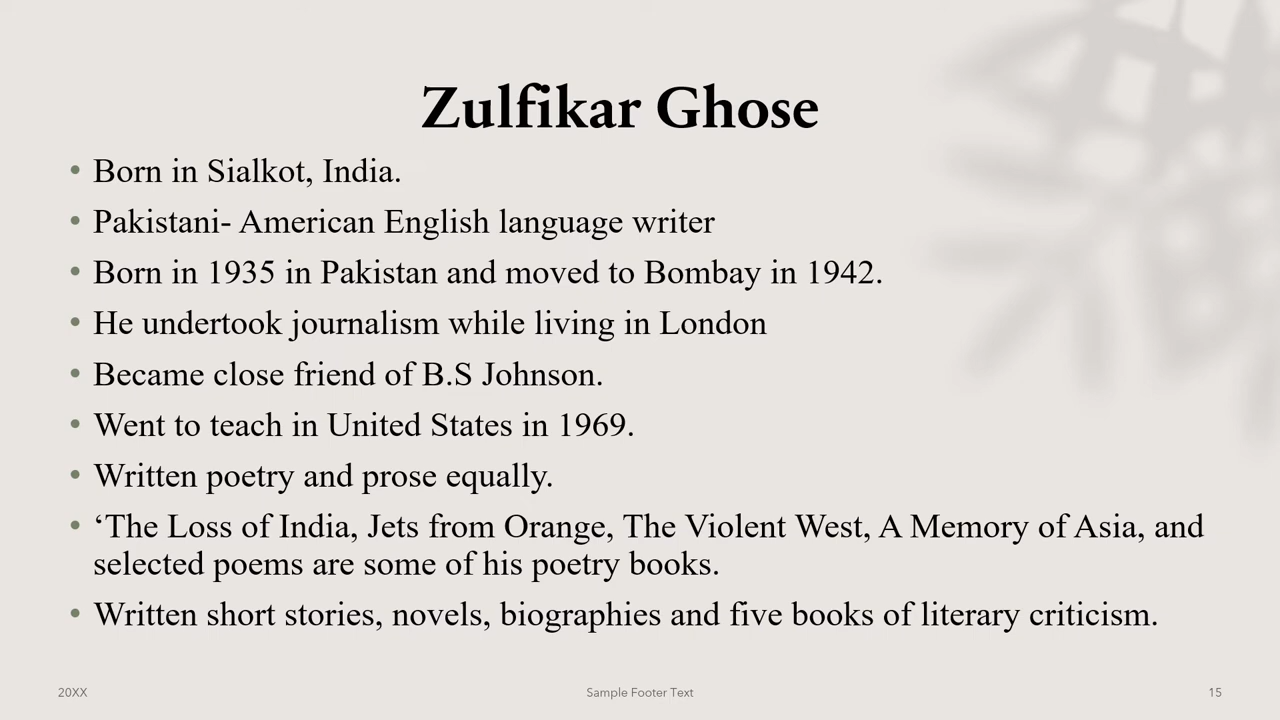 Zulfikar Ghose
• Born in Sialkot, India.
• Pakistani- American English language writer
• Born in 1935 in Pakistan and moved to Bombay in 1942.
• He undertook journalism while living in London
• Became close friend of B.S Johnson.
• Went to teach in United States in 1969.
• Written poetry and prose equally.
• ‘The Loss of India, Jets from Orange, The Violent West, A Memory of Asia, and
selected poems are some of his poetry books.
• Written short stories, novels, biographies and five books of literary criticism.
20XX
Sample Footer Text
15